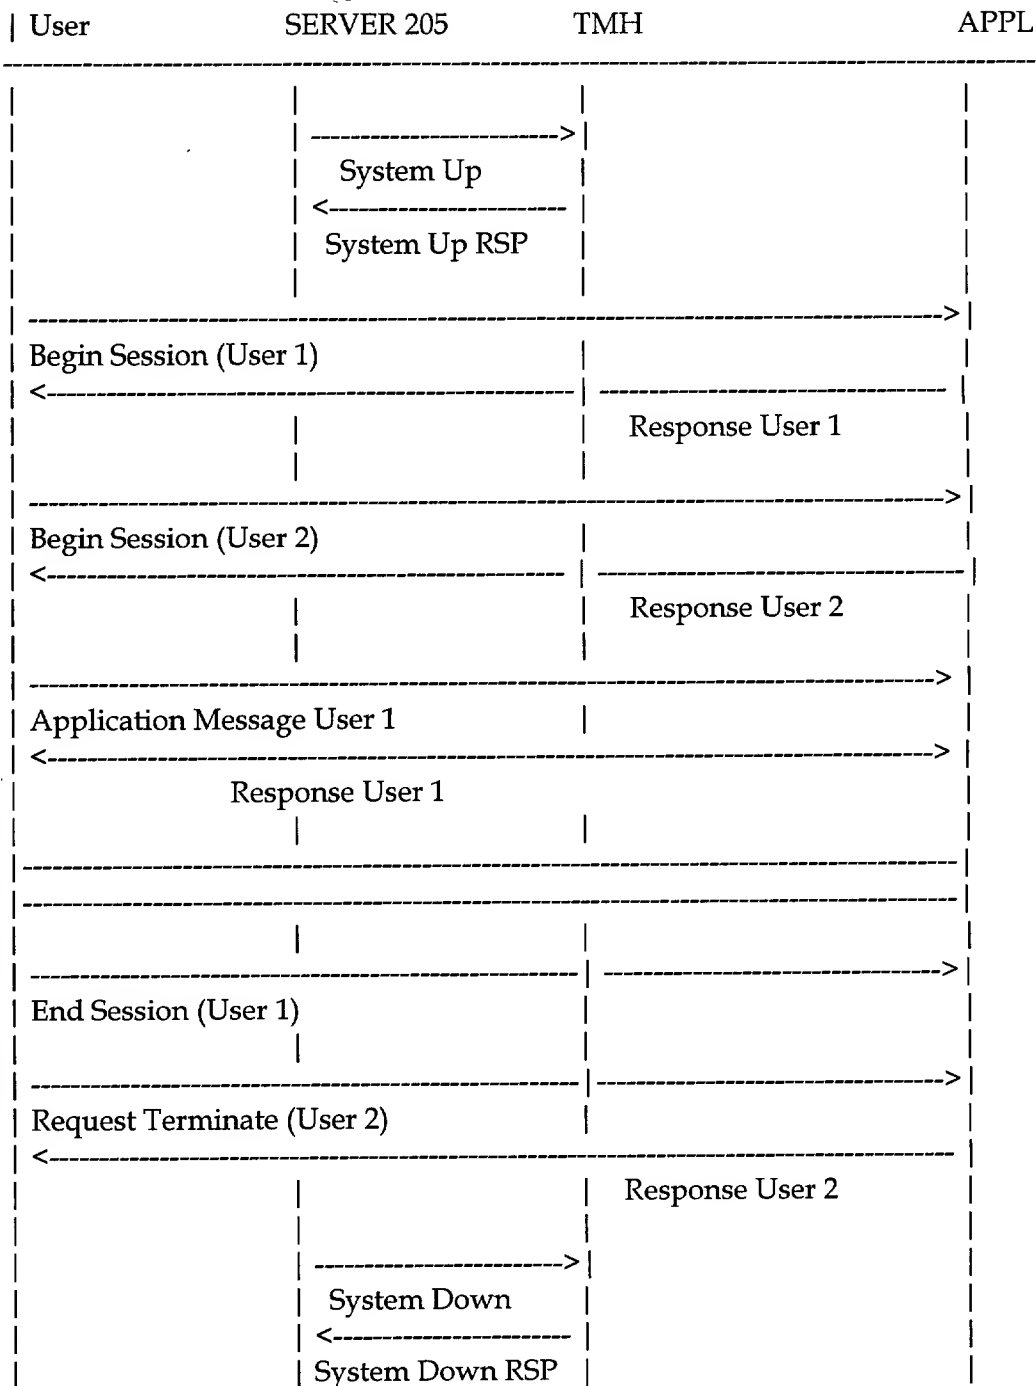 User SERVER 205 TMH APPL
System Up
System Up RSP
Begin Session (User 1)
Response User 1
Begin Session (User 2)
Response User 2
Application Message User 1
Response User 1
End Session (User 1)
Request Terminate (User 2)
Response User 2
System Down
System Down RSP